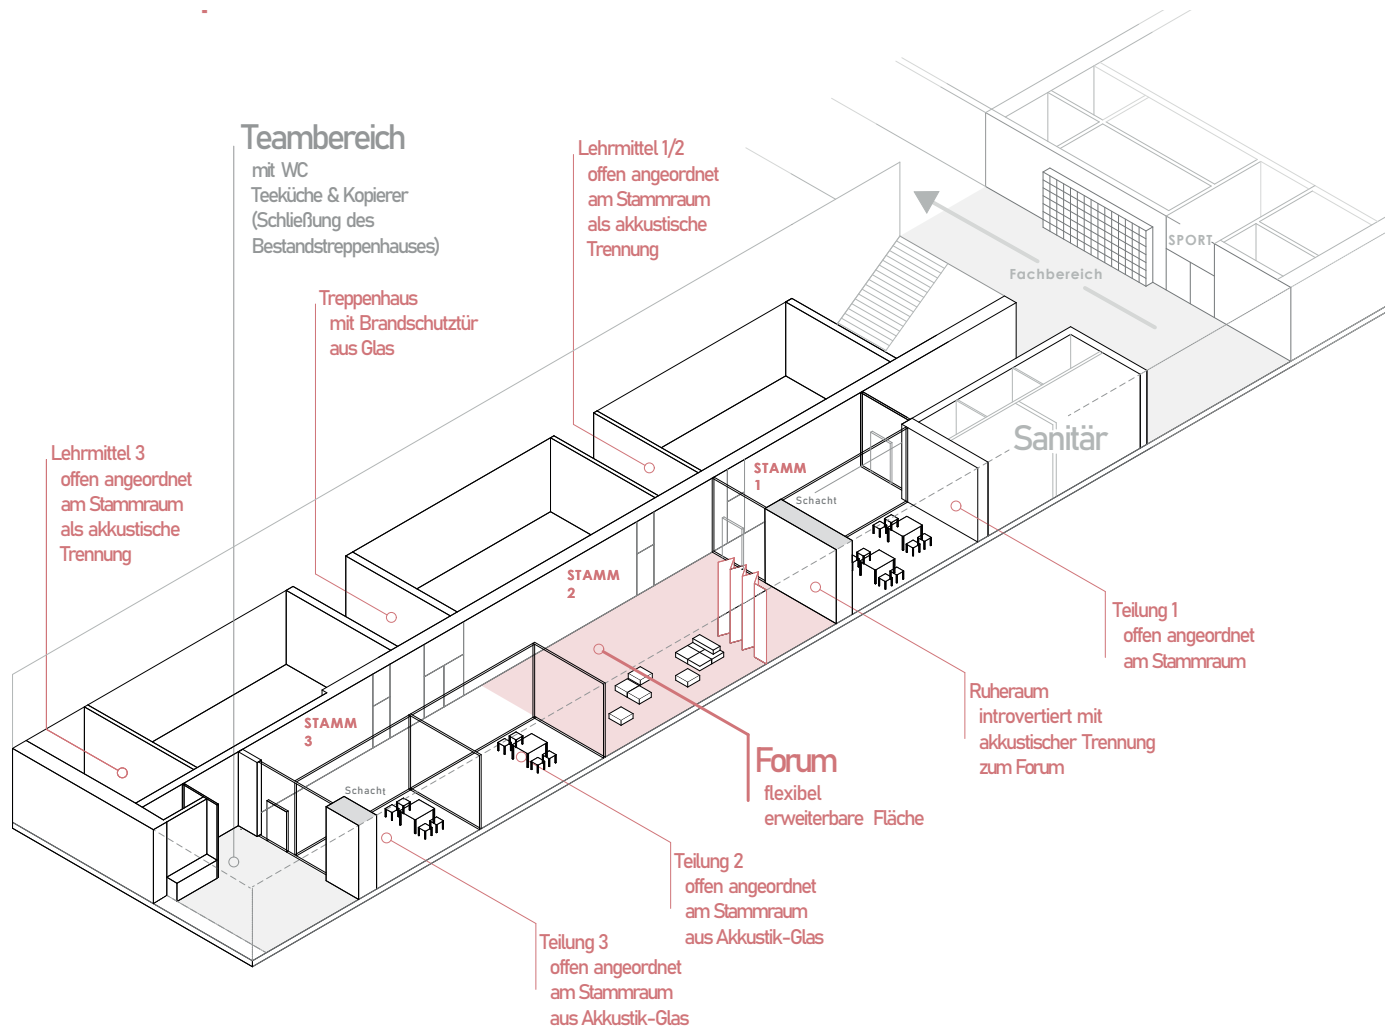 Teambereich
mit WC
Teeküche & Kopierer
(Schließung des
Bestandstreppenhauses)
Lehrmittel 1/2
offen angeordnet
am Stammraum
als akkustische
Trennung
SPORT
Fachbereich
Treppenhaus
mit Brandschutztür
aus Glas
Sanitär
Lehrmittel 3
offen angeordnet
am Stammraum
als akkustische
Trennung
STAMM
1
Schacht
STAMM
2
Teilung 1
offen angeordnet
am Stammraum
Ruheraum
introvertiert mit
akkustischer Trennung
zum Forum
STAMM
3
Schacht
Forum
flexibel
erweiterbare Fläche
Teilung 2
offen angeordnet
am Stammraum
aus Akkustik-Glas
Teilung 3
offen angeordnet
am Stammraum
aus Akkustik-Glas